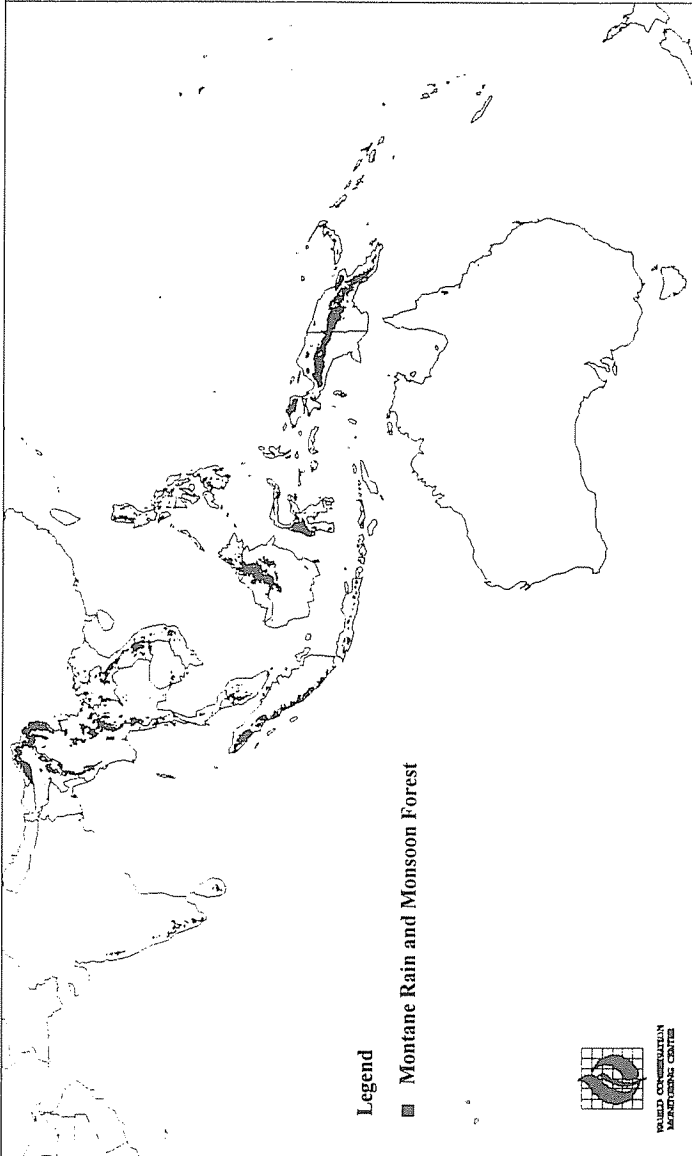 Legend
Montane Rain and Monsoon Forest
WORLD CONSERVATION
MONITORING CENTRE